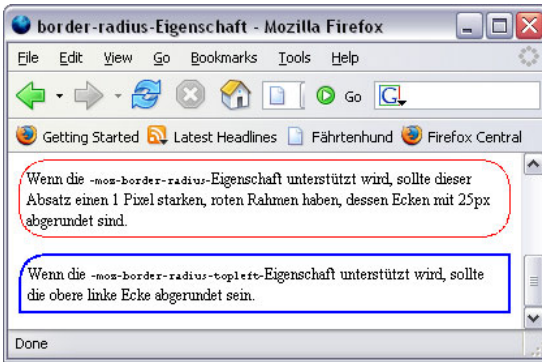 border-radius-Eigenschaft - Mozilla Firefox
File Edit View Go Bookmarks Tools Help
Go G
Getting Started Latest Headlines Fährtenhund Firefox Central
Wenn die -moz-border-radius-Eigenschaft unterstützt wird, sollte dieser
Absatz einen 1 Pixel starken, roten Rahmen haben, dessen Ecken mit 25px
abgerundet sind.
Wenn die -moz-border-radius-topleft-Eigenschaft unterstützt wird, sollte
die obere linke Ecke abgerundet sein.
Done